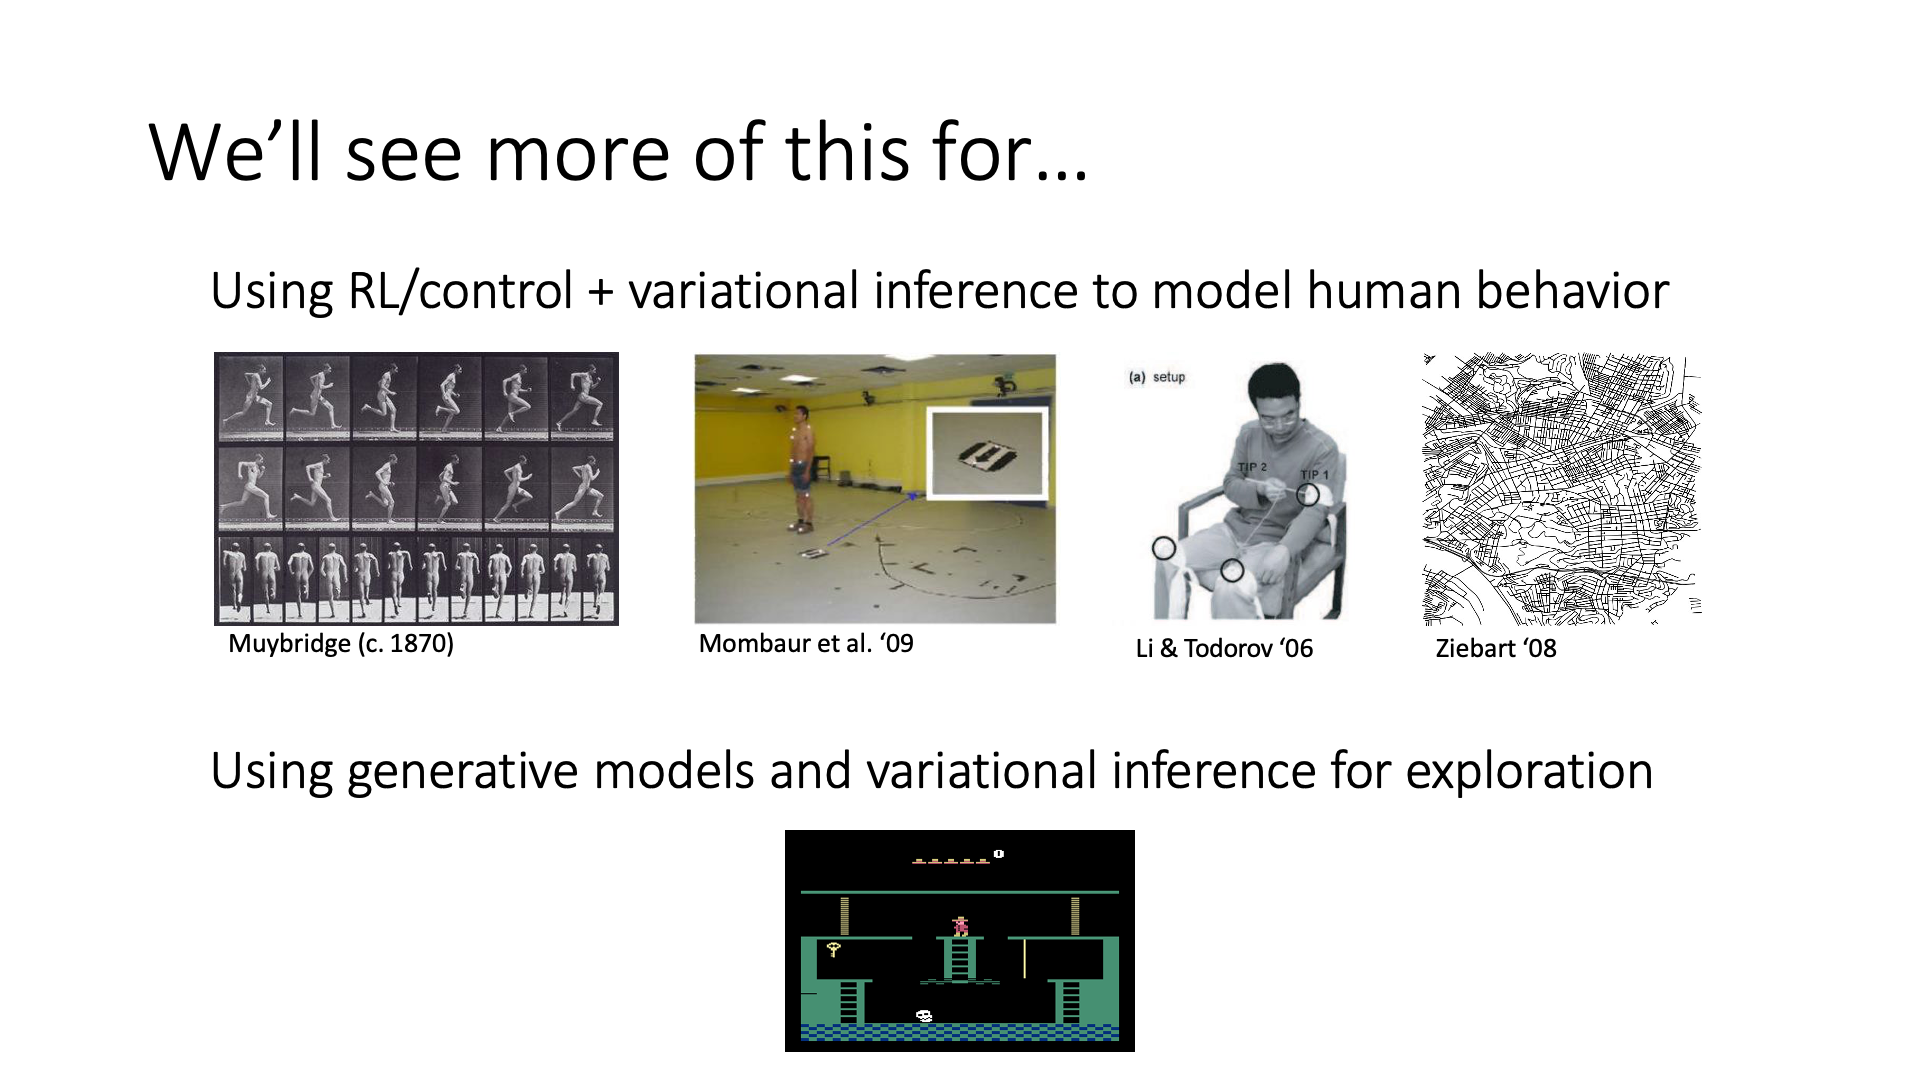 We’ll see more of this for…
Using RL/control + variational inference to model human behavior
(a) setup
TIP 2
TIP 1
Muybridge (c. 1870)
Mombaur et al. ‘09
Li & Todorov ‘06
Ziebart ‘08
Using generative models and variational inference for exploration
0